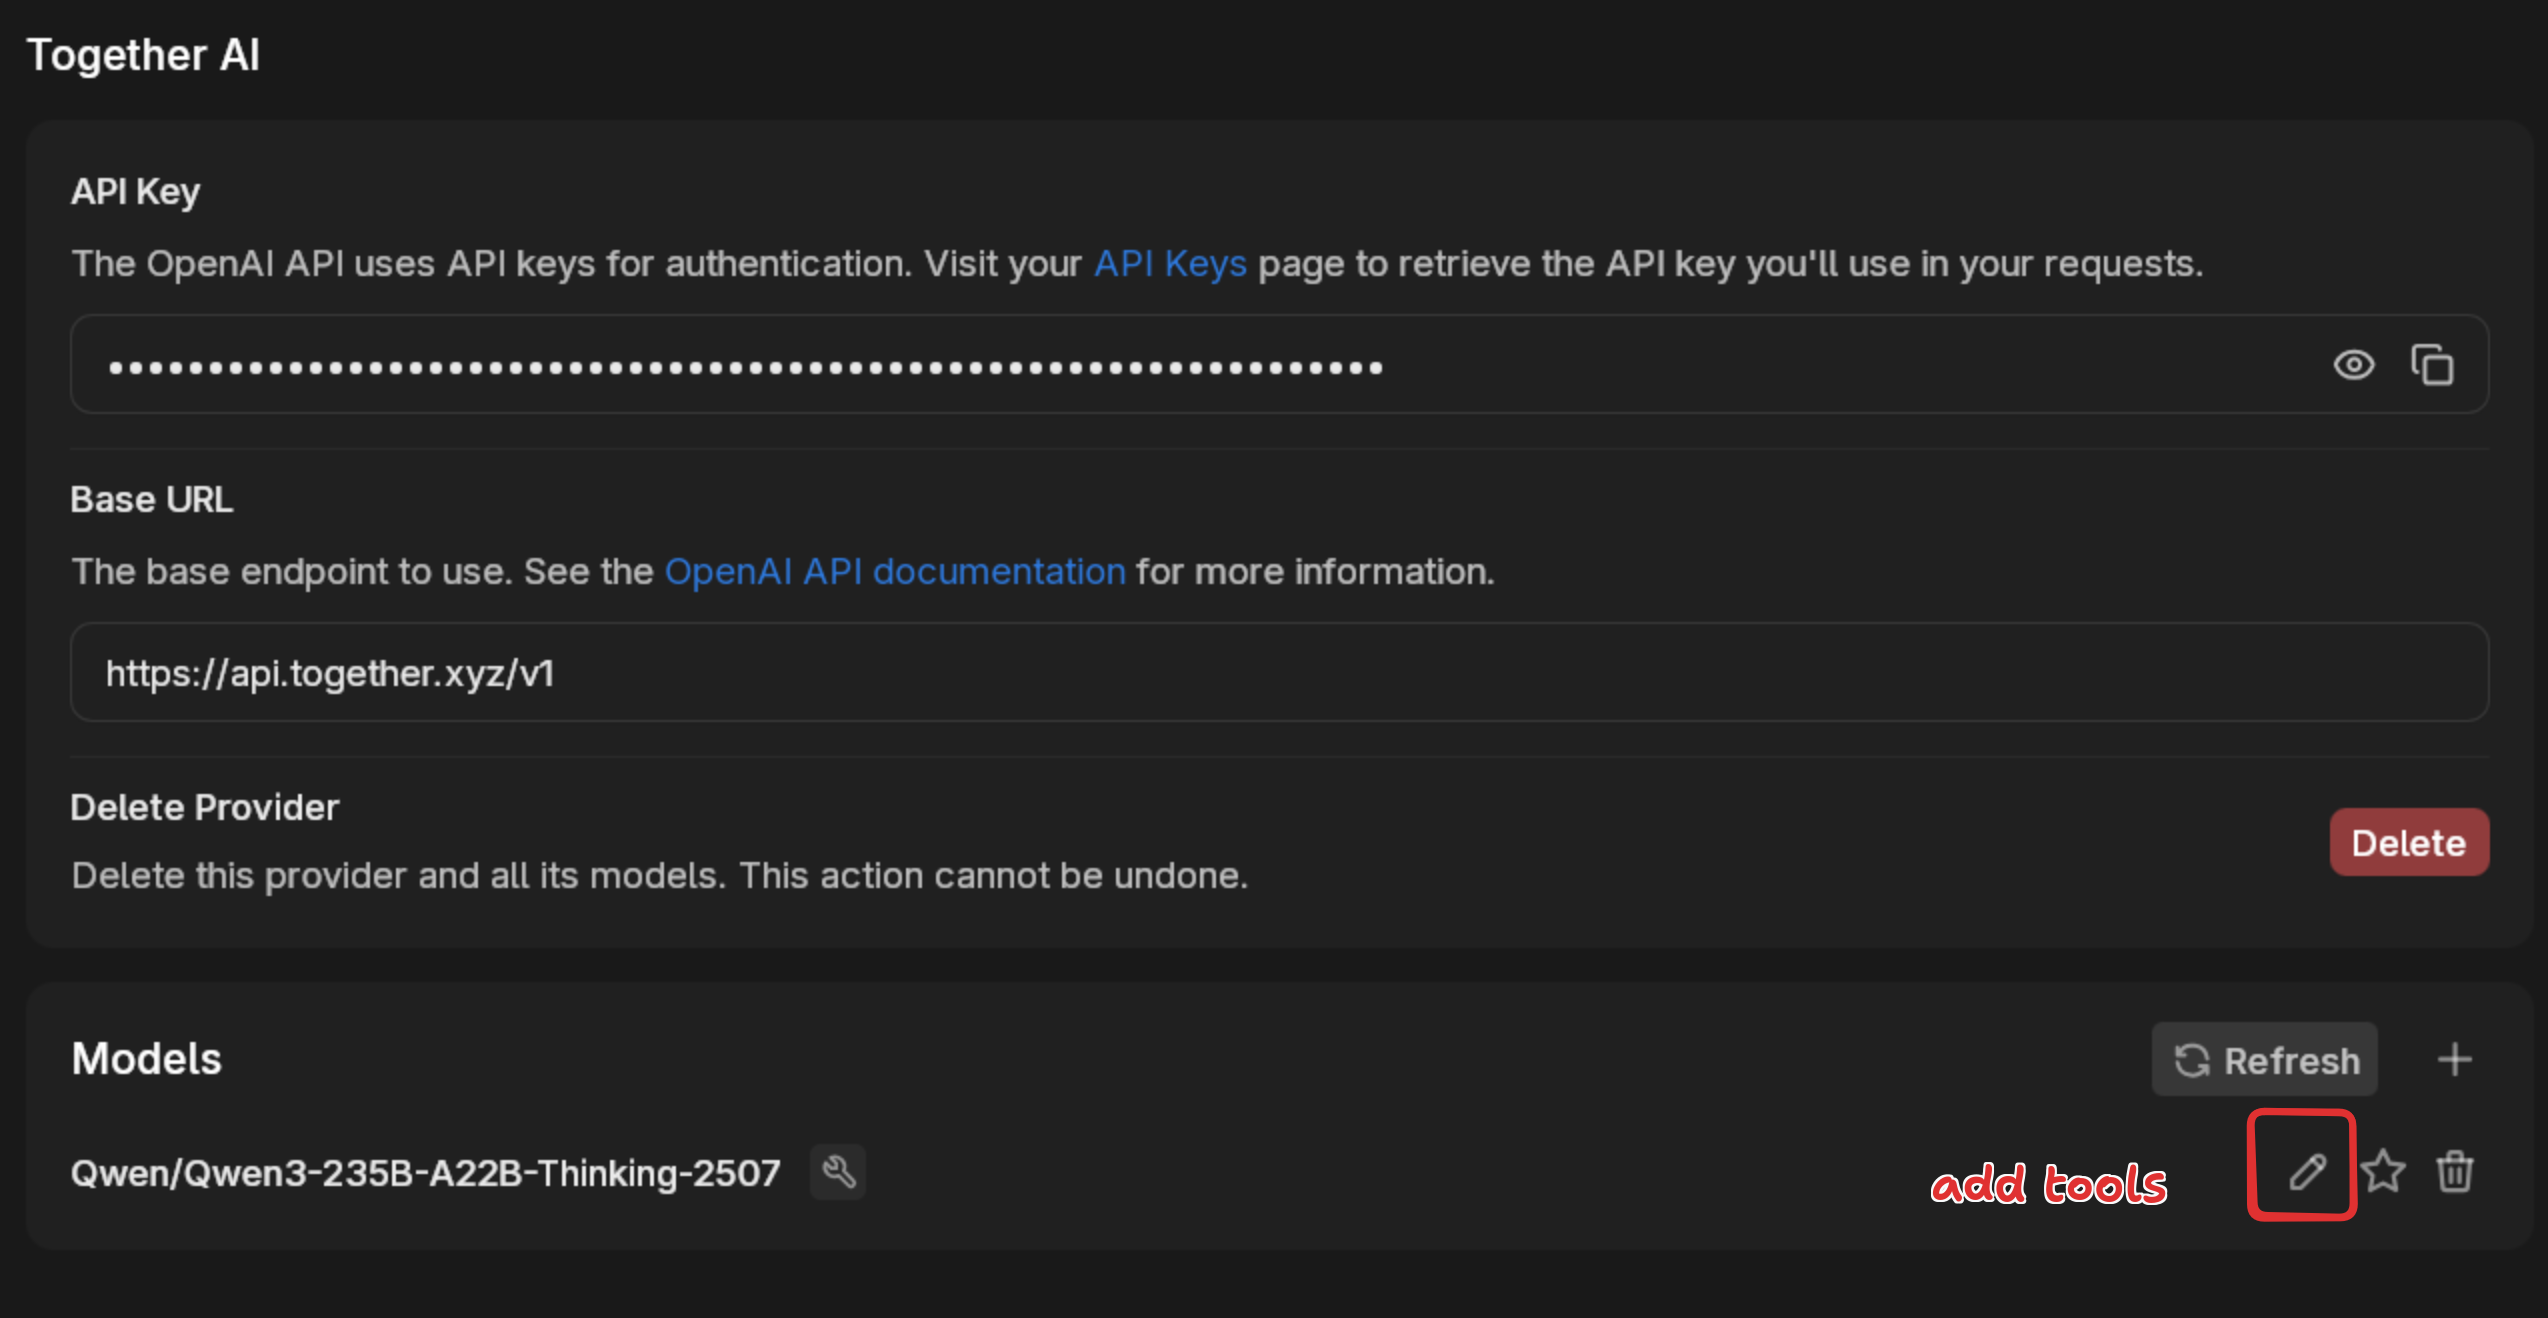 Together AI
API Key
The OpenAI API uses API keys for authentication. Visit your API Keys page to retrieve the API key you'll use in your requests.
Base URL
The base endpoint to use. See the OpenAI API documentation for more information.
https://api.together.xyz/v1
Delete Provider
Delete
Delete this provider and all its models. This action cannot be undone.
Models
Refresh
Qwen/Qwen3-235B-A22B-Thinking-2507
add tools